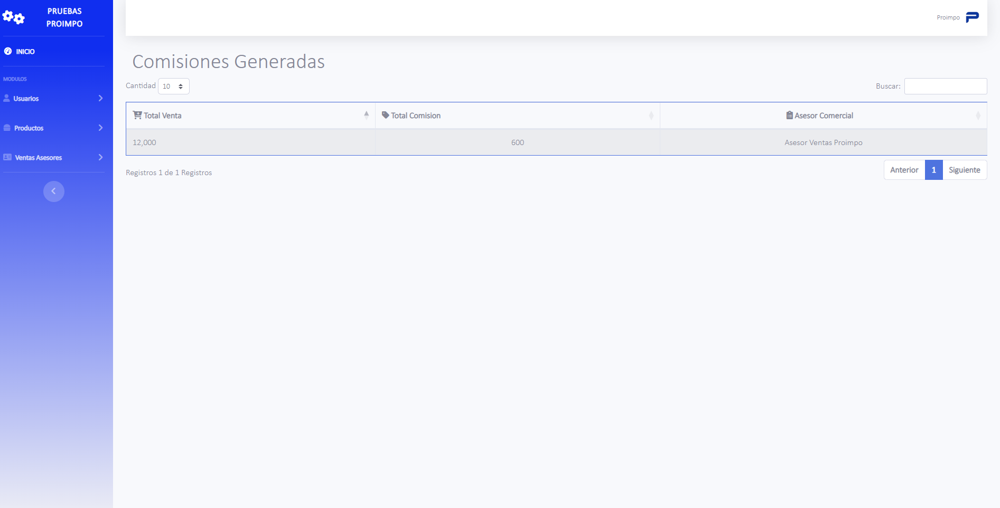 PRUEBAS
PROIMPO
INICIO
MODULOS
Usuarios
Productos
Ventas Asesores
Proimpo
Comisiones Generadas
Cantidad 10
Buscar:
Total Venta Total Comision Asesor Comercial
12,000 600 Asesor Ventas Proimpo
Registros 1 de 1 Registros
Anterior 1 Siguiente